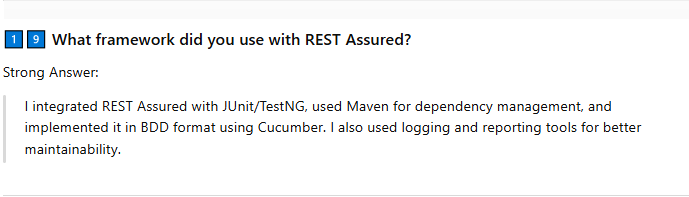 1 9 What framework did you use with REST Assured?
Strong Answer:
I integrated REST Assured with JUnit/TestNG, used Maven for dependency management, and
implemented it in BDD format using Cucumber. I also used logging and reporting tools for better
maintainability.